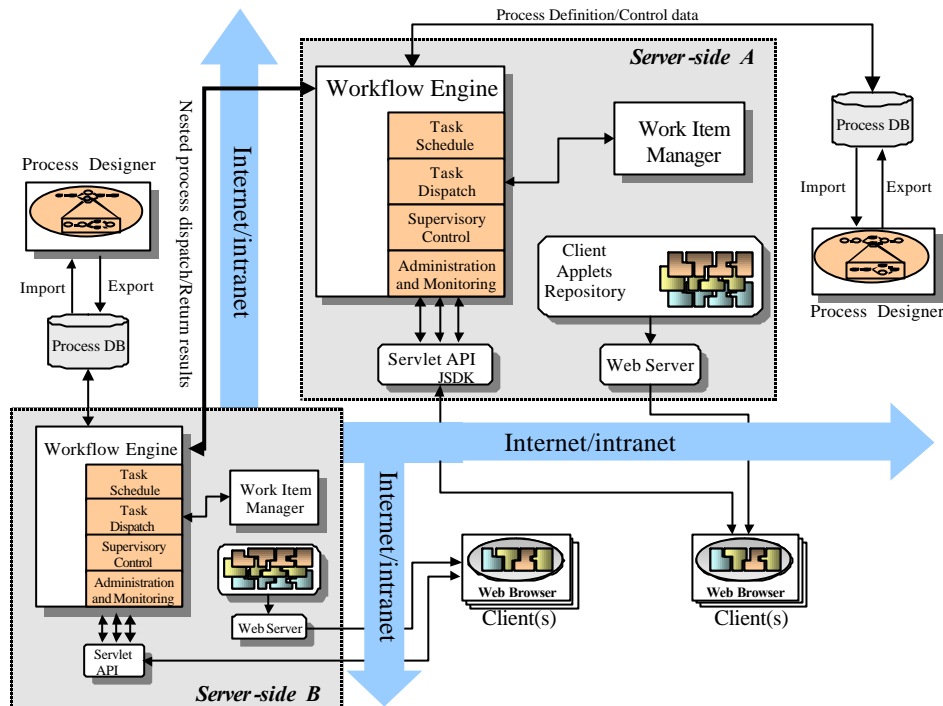 Process Definition/Control data
Server-side A
Workflow Engine
Task
Schedule
Task
Dispatch
Supervisory
Control
Administration
and Monitoring
Work Item
Manager
Client
Applets
Repository
Servlet API
JSDK
Web Server
Process DB
Import
Export
Process Designer
Nested process dispatch/Return results
Internet/intranet
Process Designer
Import
Export
Process DB
Internet/intranet
Internet/intranet
Workflow Engine
Task
Schedule
Task
Dispatch
Supervisory
Control
Administration
and Monitoring
Work Item
Manager
Web Server
Servlet
API
Server-side B
Web Browser
Client(s)
Web Browser
Client(s)